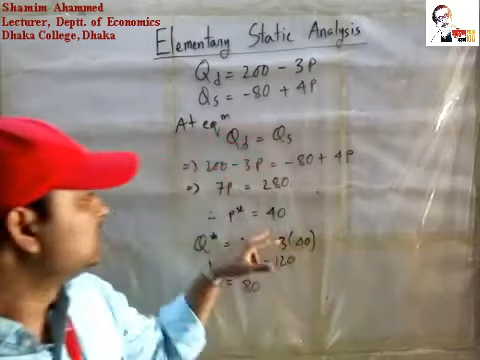 Shamim Ahammed
Lecturer, Deptt. of Economics
Dhaka College, Dhaka
Elementary Static Analysis
Qd = 200 - 3P
Qs = -80 + 4P
At eqm
Qd = Qs
=) 200 - 3P = -80 + 4P
=) 7P = 280
∴ P* = 40
Q* = 3(40)
- 120
= 80